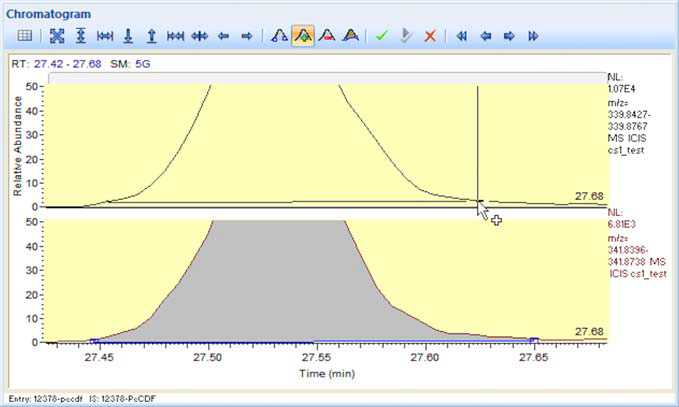 Chromatogram
RT: 27.42 - 27.68 SM: 5G
NL:
1.07E4
m/z=
339.8427-
339.8767
MS ICIS
cs1_test
50
40
30
20
10
0
Relative Abundance
27.68
NL:
6.81E3
m/z=
341.8396-
341.8738 MS
ICIS cs1_test
50
40
30
20
10
0
27.68
27.45 27.50 27.55 27.60 27.65
Time (min)
Entry: 12378-pecdf IS: 12378-PeCDF